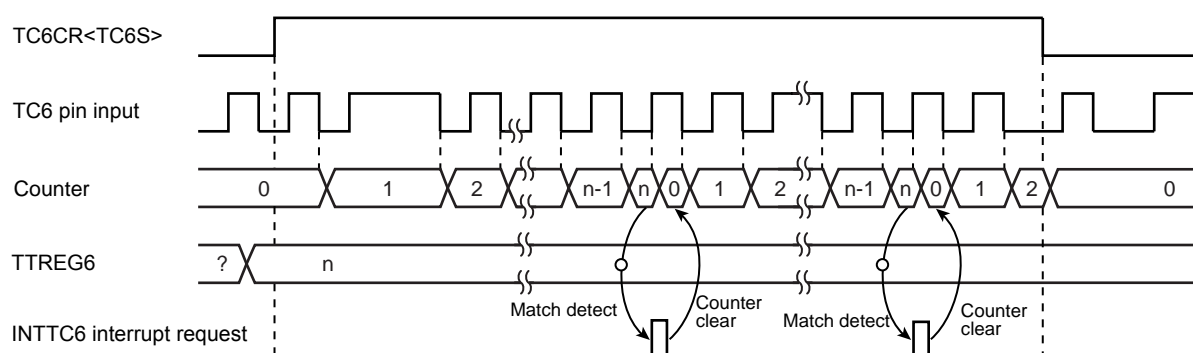 TC6CR<TC6S>
TC6 pin input
Counter 0 1 2 n-1 n 0 1 2 n-1 n 0 1 2 0
TTREG6 ? n
Match detect Counter clear Match detect Counter clear
INTTC6 interrupt request